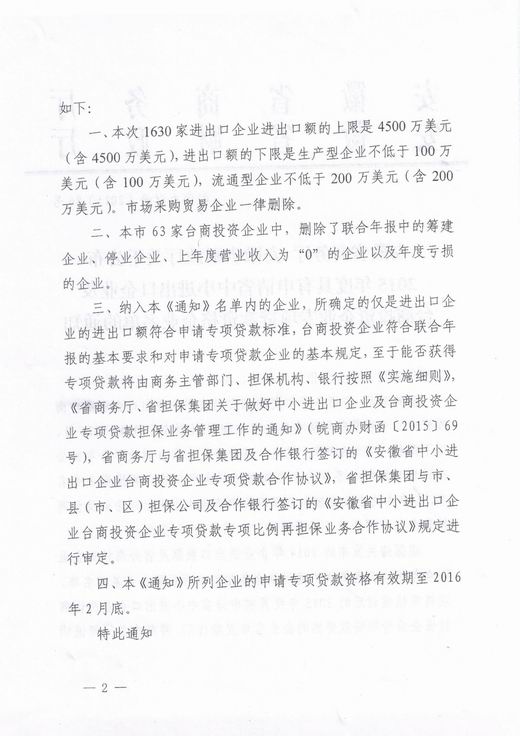 如下：
一、本次 1630 家进出口企业进出口额的上限是 4500 万美元
（含 4500 万美元），进出口额的下限是生产型企业不低于 100 万
美元（含 100 万美元），流通型企业不低于 200 万美元（含 200
万美元）。市场采购贸易企业一律删除。
二、本市 63 家台商投资企业中，删除了联合年报中的筹建
企业、停业企业、上年度营业收入为“0”的企业以及年度亏损
的企业。
三、纳入本《通知》名单内的企业，所确定的仅是进出口企
业的进出口额符合申请专项贷款标准，台商投资企业符合联合年
报的基本要求和对申请专项贷款企业的基本规定，至于能否获得
专项贷款将由商务主管部门、担保机构、银行按照《实施细则》，
《省商务厅、省担保集团关于做好中小进出口企业及台商投资企
业专项贷款担保业务管理工作的通知》（皖商办财函〔2015〕69
号），省商务厅与省担保集团及合作银行签订的《安徽省中小进
出口企业台商投资企业专项贷款合作协议》，省担保集团与市、
县（市、区）担保公司及合作银行签订的《安徽省中小进出口企
业台商投资企业专项贷款专项比例再担保业务合作协议》规定进
行审定。
四、本《通知》所列企业的申请专项贷款资格有效期至 2016
年 2 月底。
特此通知
— 2 —